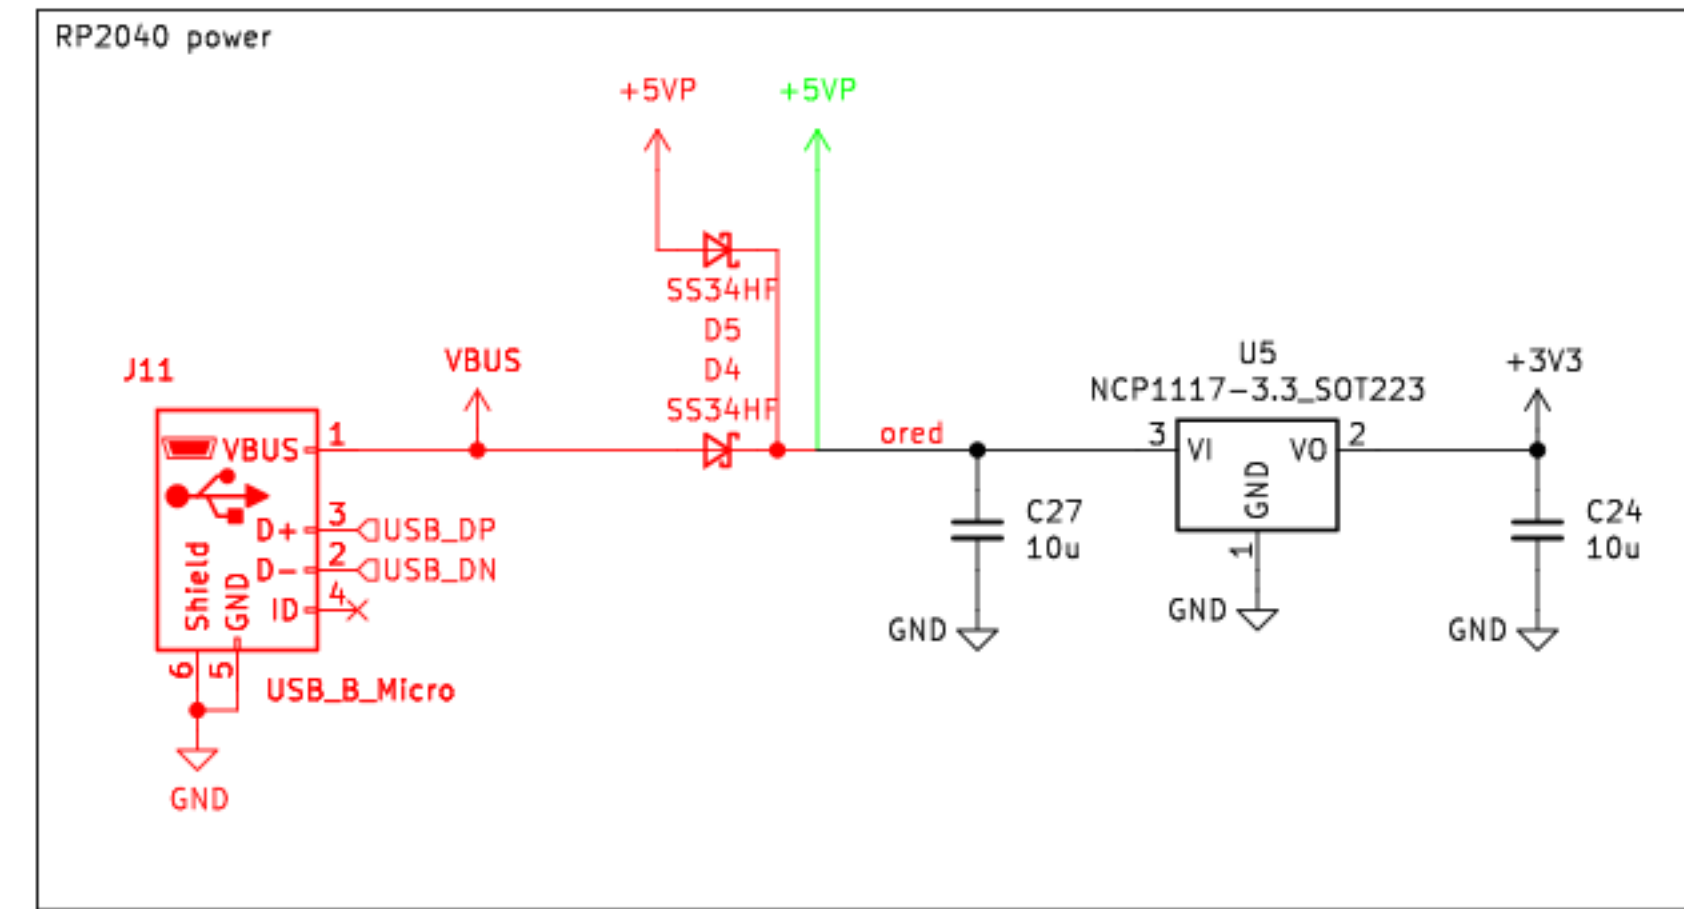 RP2040 power
+5VP
+5VP
SS34HF
D5
D4
SS34HF
J11
VBUS
ored
U5
NCP1117-3.3_SOT223
+3V3
VBUS
1
D+
3
USB_DP
D-
2
USB_DN
ID
4
Shield
GND
6
5
USB_B_Micro
GND
C27
10u
GND
3
VI
VO
2
GND
1
GND
C24
10u
GND